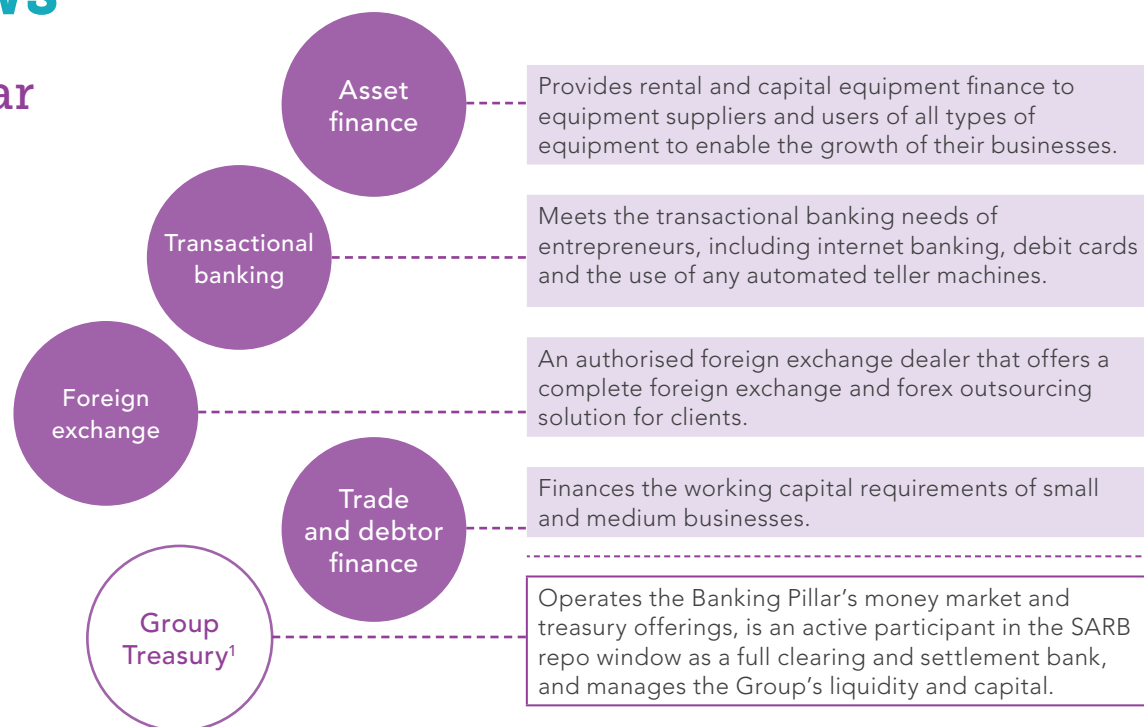 Asset
finance
Provides rental and capital equipment finance to
equipment suppliers and users of all types of
equipment to enable the growth of their businesses.
Transactional
banking
Meets the transactional banking needs of
entrepreneurs, including internet banking, debit cards
and the use of any automated teller machines.
Foreign
exchange
An authorised foreign exchange dealer that offers a
complete foreign exchange and forex outsourcing
solution for clients.
Trade
and debtor
finance
Finances the working capital requirements of small
and medium businesses.
Group
Treasury¹
Operates the Banking Pillar’s money market and
treasury offerings, is an active participant in the SARB
repo window as a full clearing and settlement bank,
and manages the Group’s liquidity and capital.